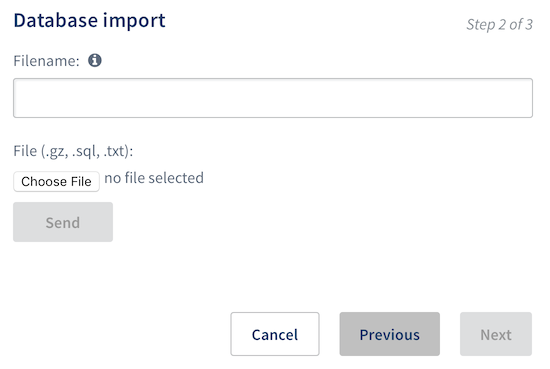 Database import
Step 2 of 3
Filename:
File (.gz, .sql, .txt):
Choose File no file selected
Send
Cancel Previous Next